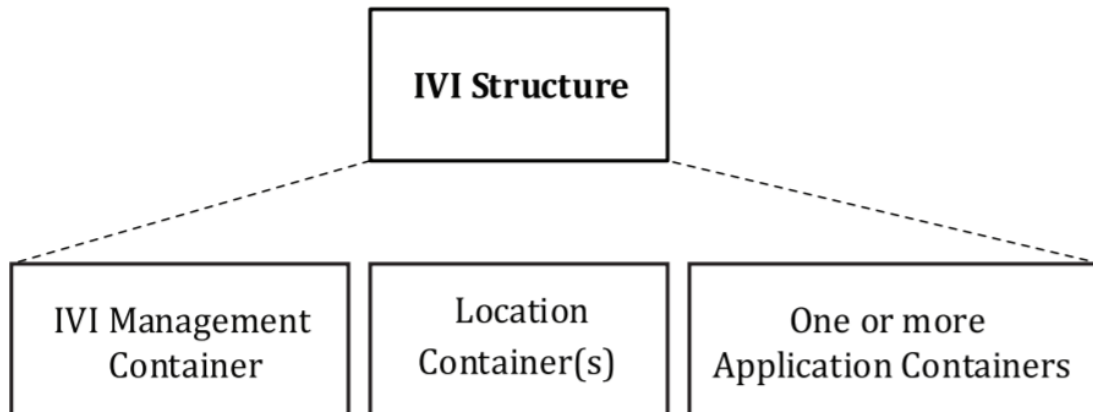 IVI Structure
IVI Management
Container
Location
Container(s)
One or more
Application Containers